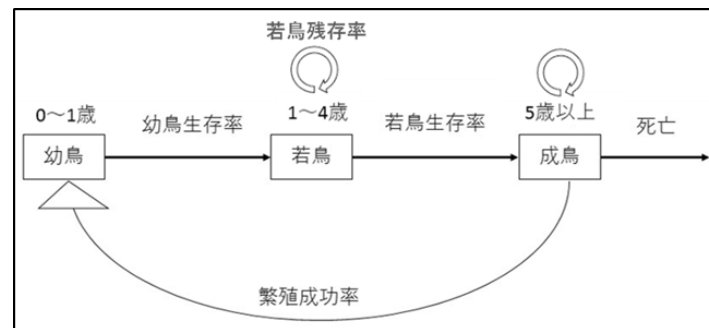 若鳥残存率
0～1歳
1～4歳
5歳以上
幼鳥生存率
若鳥生存率
死亡
幼鳥
若鳥
成鳥
繁殖成功率